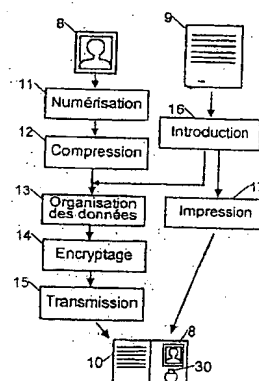 8
9
11
Numérisation
16
12
Introduction
Compression
13
Organisation
des données
Impression
14
Encryptage
15
Transmission
8
10
30